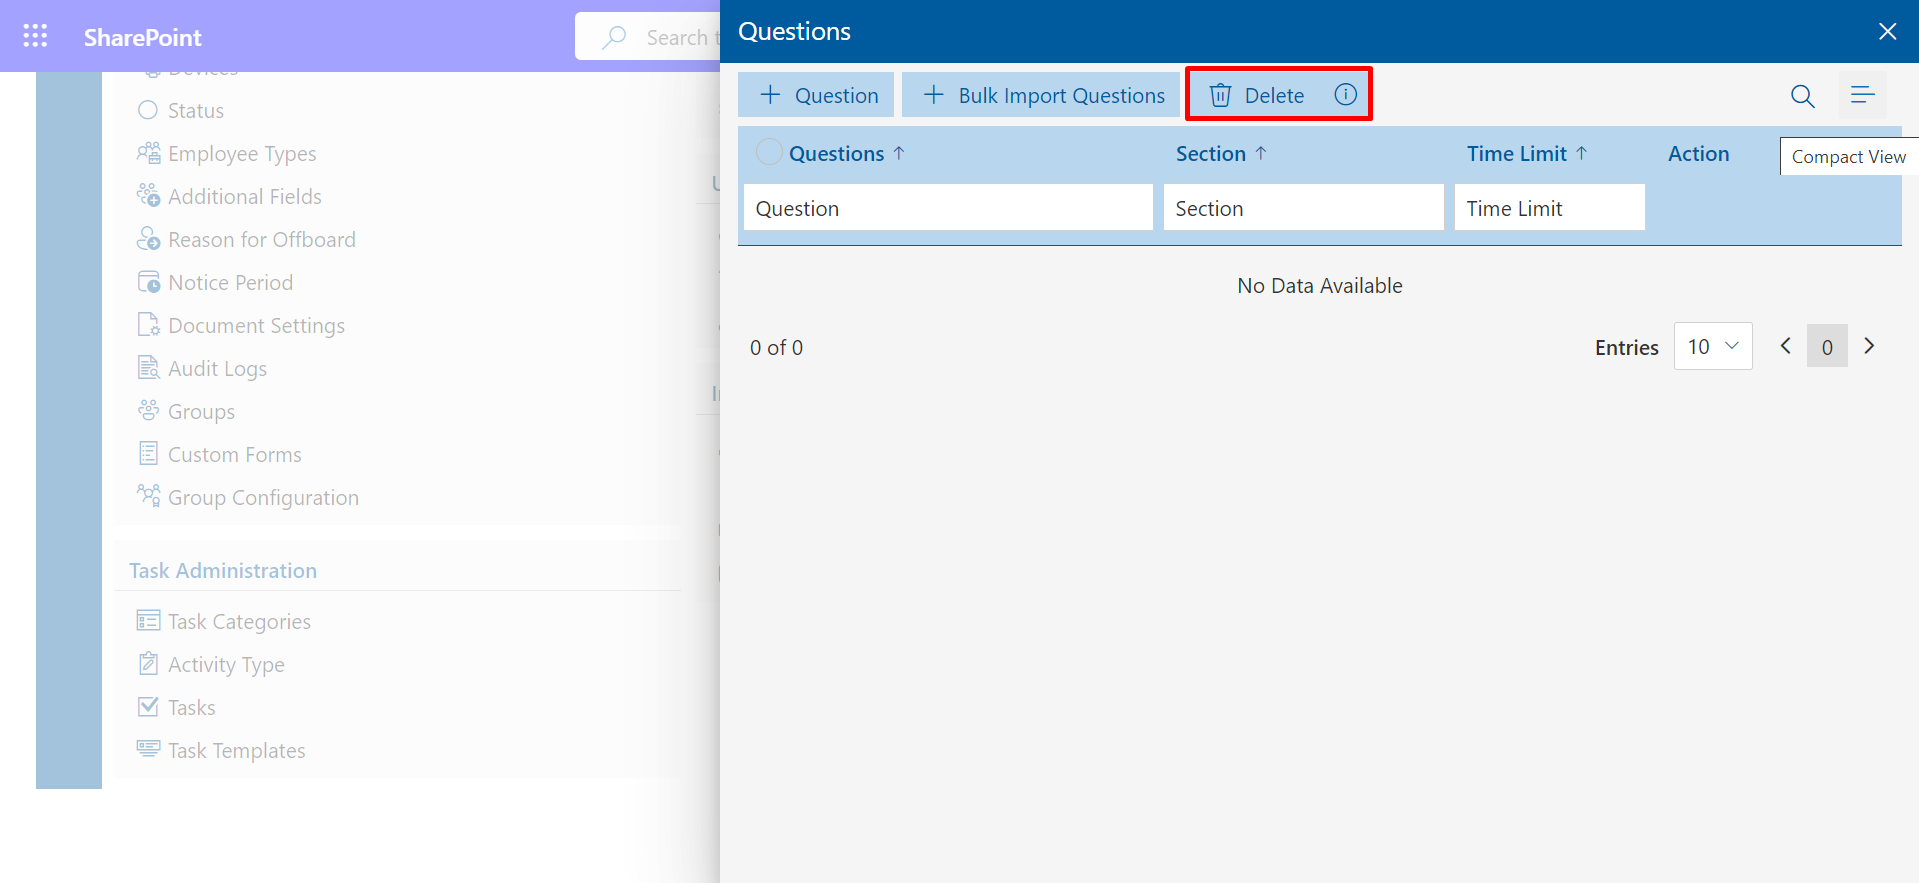 SharePoint
Search
Devices
Status
Employee Types
Additional Fields
Reason for Offboard
Notice Period
Document Settings
Audit Logs
Groups
Custom Forms
Group Configuration
Task Administration
Task Categories
Activity Type
Tasks
Task Templates
Questions
Question
Bulk Import Questions
Delete
Questions
Section
Time Limit
Action
Compact View
Question
Section
Time Limit
No Data Available
0 of 0
Entries
10
0